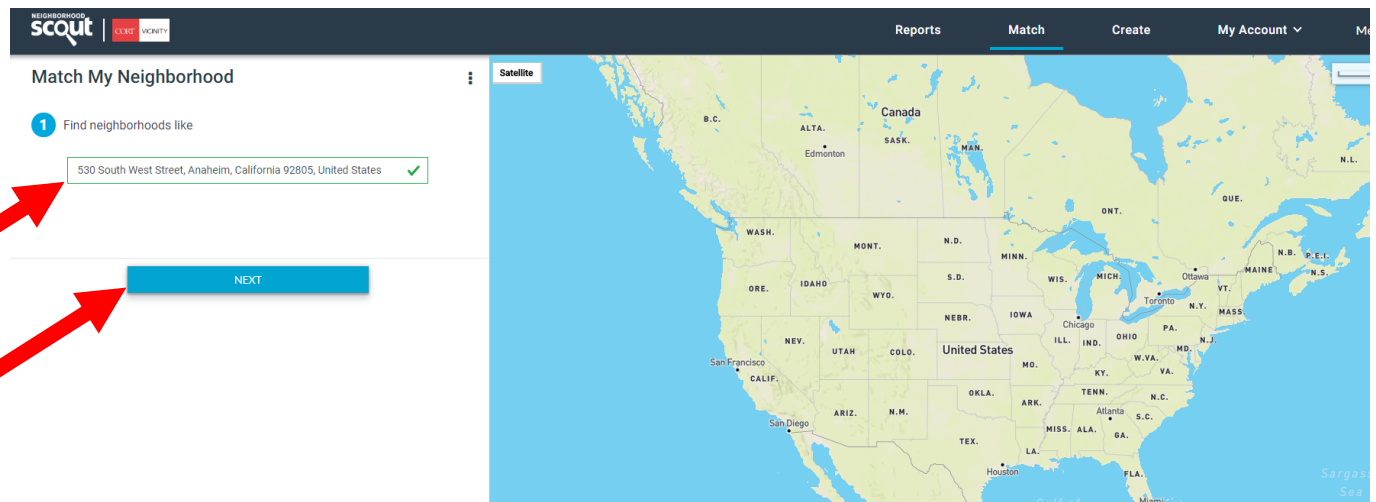 NEIGHBORHOOD
scout
CORT VICINITY
Reports Match Create My Account
Match My Neighborhood
Satellite
1 Find neighborhoods like
530 South West Street, Anaheim, California 92805, United States
NEXT
Canada
B.C.
ALTA.
SASK.
MAN.
Edmonton
N.L.
ONT.
QUE.
WASH.
MONT.
N.D.
MINN.
N.B.
P.E.I.
MAINE
N.S.
Ottawa
ORE.
IDAHO
WYO.
S.D.
WIS.
MICH.
VT.
Toronto
N.Y.
MASS.
NEBR.
IOWA
Chicago
PA.
NEV.
UTAH
COLO.
United States
ILL.
IND.
OHIO
N.J.
MD.
San Francisco
MO.
W.VA.
CALIF.
KY.
VA.
OKLA.
TENN.
N.C.
ARK.
Atlanta
S.C.
ARIZ.
N.M.
San Diego
MISS.
ALA.
GA.
TEX.
LA.
Houston
FLA.
Sea
Miami